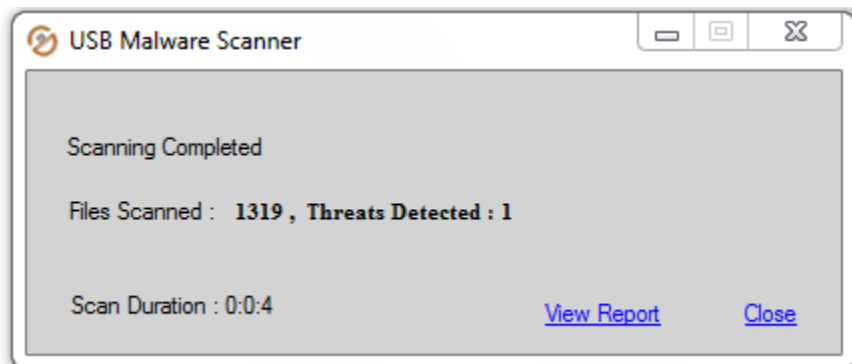 USB Malware Scanner
Scanning Completed
Files Scanned : 1319 , Threats Detected : 1
Scan Duration : 0:0:4 View Report Close